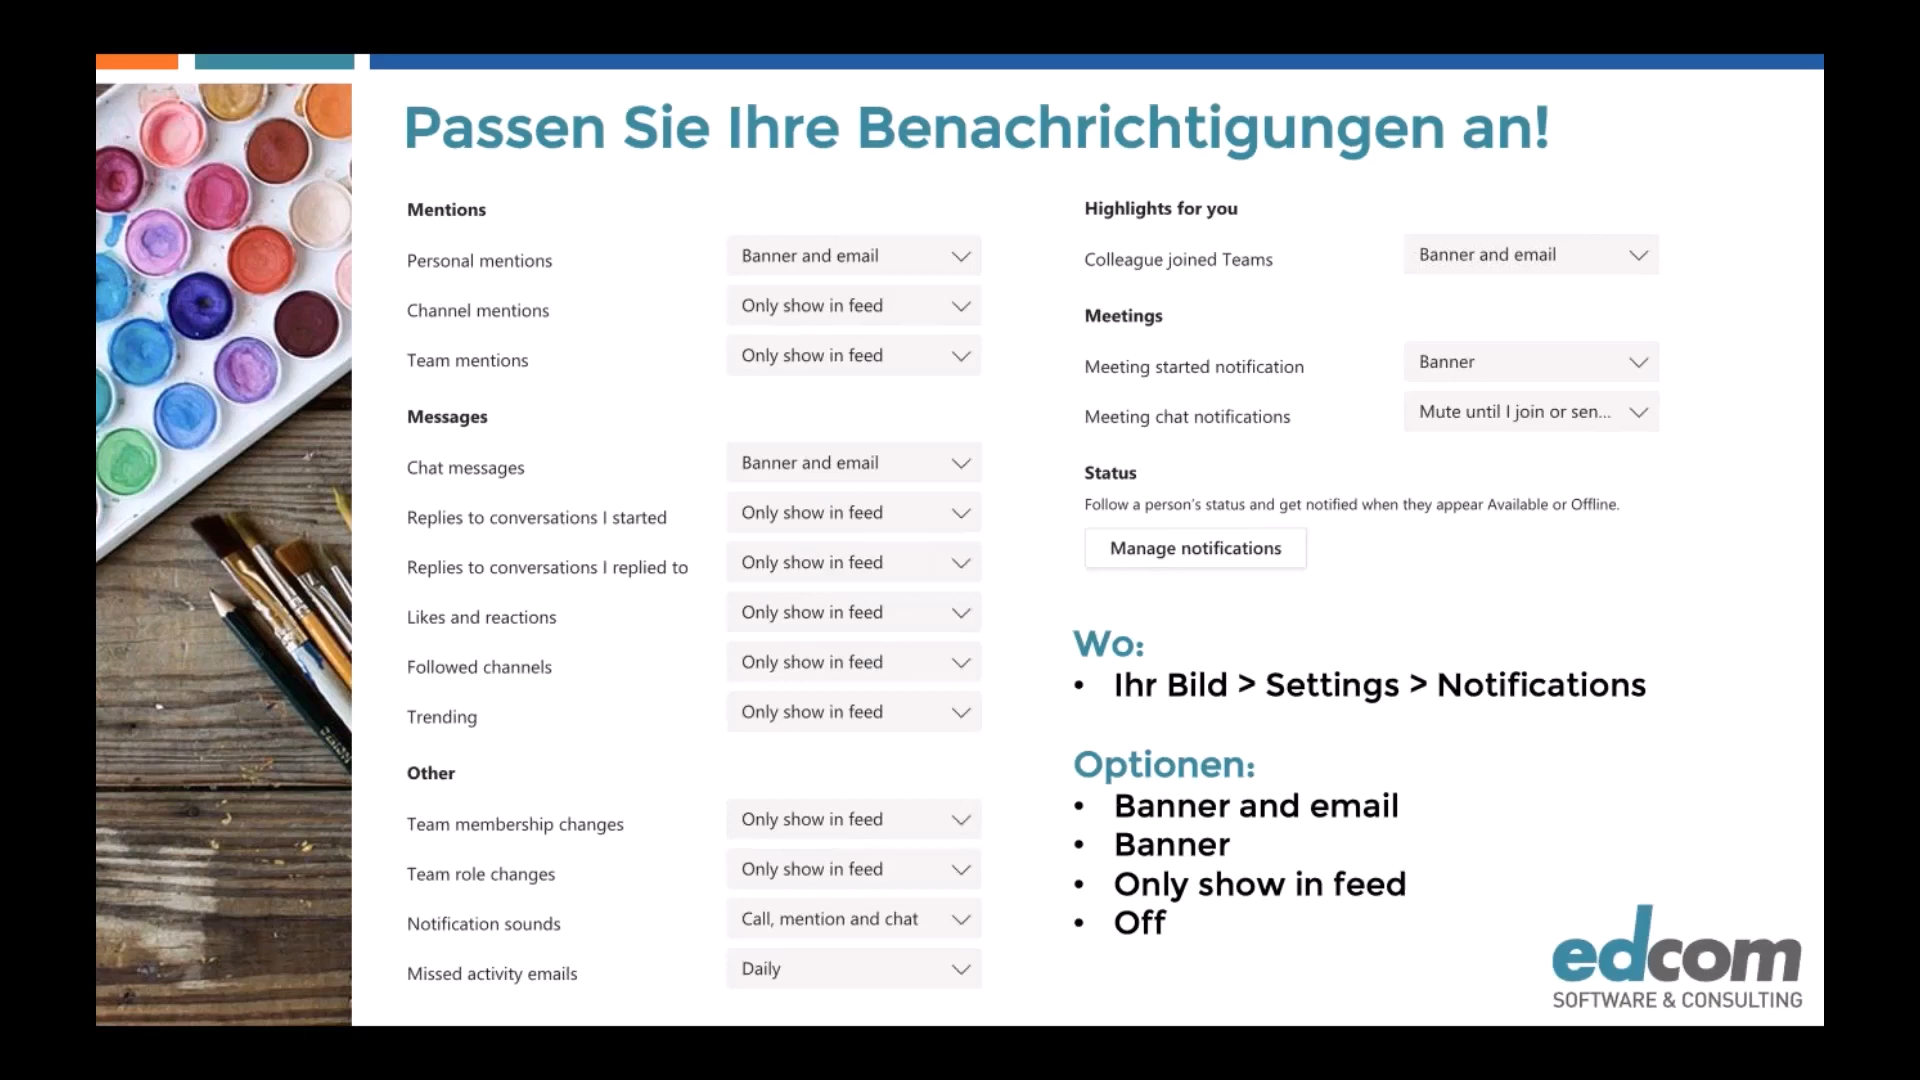 Passen Sie Ihre Benachrichtigungen an!
Mentions
Personal mentions Banner and email
Channel mentions Only show in feed
Team mentions Only show in feed
Messages
Chat messages Banner and email
Replies to conversations I started Only show in feed
Replies to conversations I replied to Only show in feed
Likes and reactions Only show in feed
Followed channels Only show in feed
Trending Only show in feed
Other
Team membership changes Only show in feed
Team role changes Only show in feed
Notification sounds Call, mention and chat
Missed activity emails Daily
Highlights for you
Colleague joined Teams Banner and email
Meetings
Meeting started notification Banner
Meeting chat notifications Mute until I join or sen...
Status
Follow a person's status and get notified when they appear Available or Offline.
Manage notifications
Wo:
• Ihr Bild > Settings > Notifications
Optionen:
• Banner and email
• Banner
• Only show in feed
• Off
edcom
SOFTWARE & CONSULTING